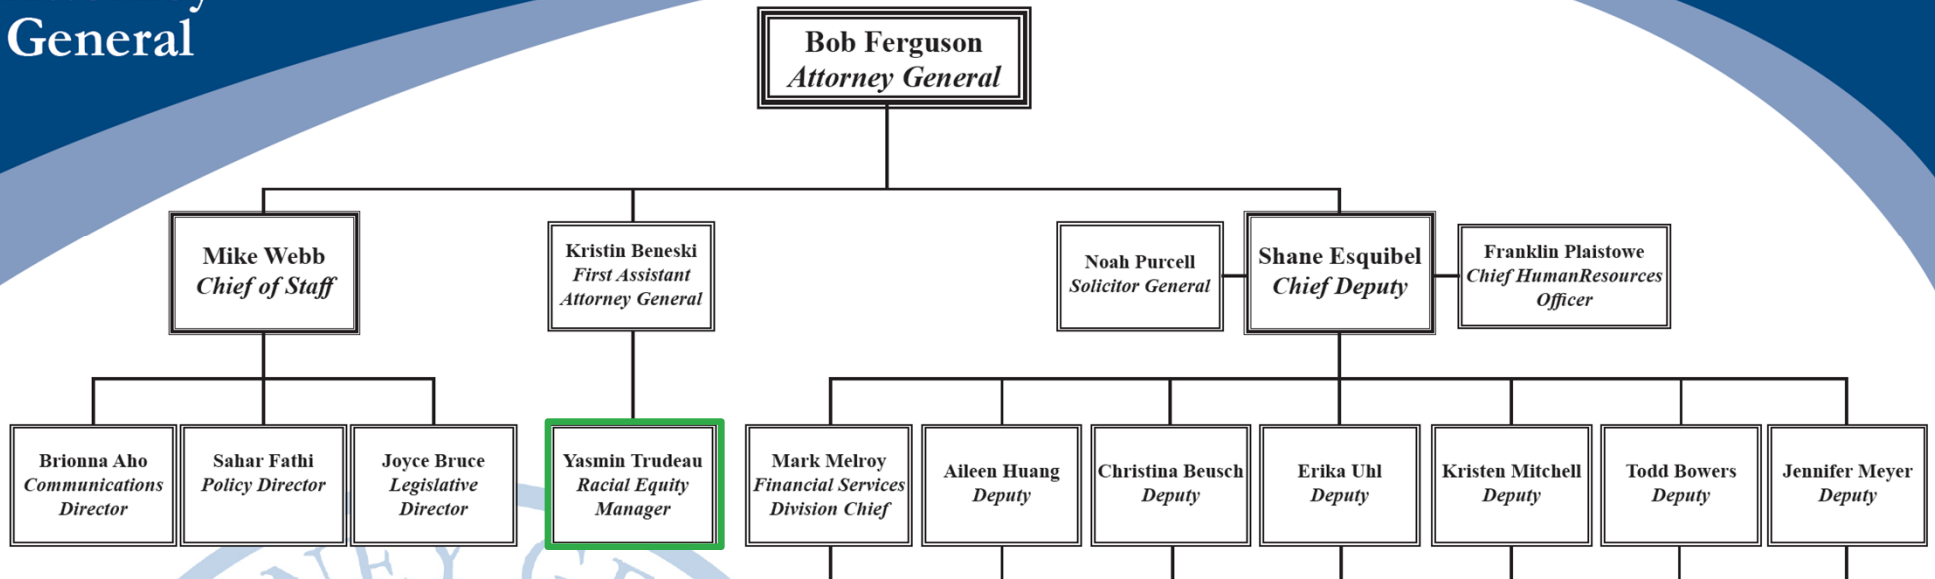 General
Bob Ferguson
Attorney General
Mike Webb
Chief of Staff
Kristin Beneski
First Assistant
Attorney General
Noah Purcell
Solicitor General
Shane Esquibel
Chief Deputy
Franklin Plaistowe
Chief HumanResources
Officer
Brionna Aho
Communications
Director
Sahar Fathi
Policy Director
Joyce Bruce
Legislative
Director
Yasmin Trudeau
Racial Equity
Manager
Mark Melroy
Financial Services
Division Chief
Aileen Huang
Deputy
Christina Beusch
Deputy
Erika Uhl
Deputy
Kristen Mitchell
Deputy
Todd Bowers
Deputy
Jennifer Meyer
Deputy